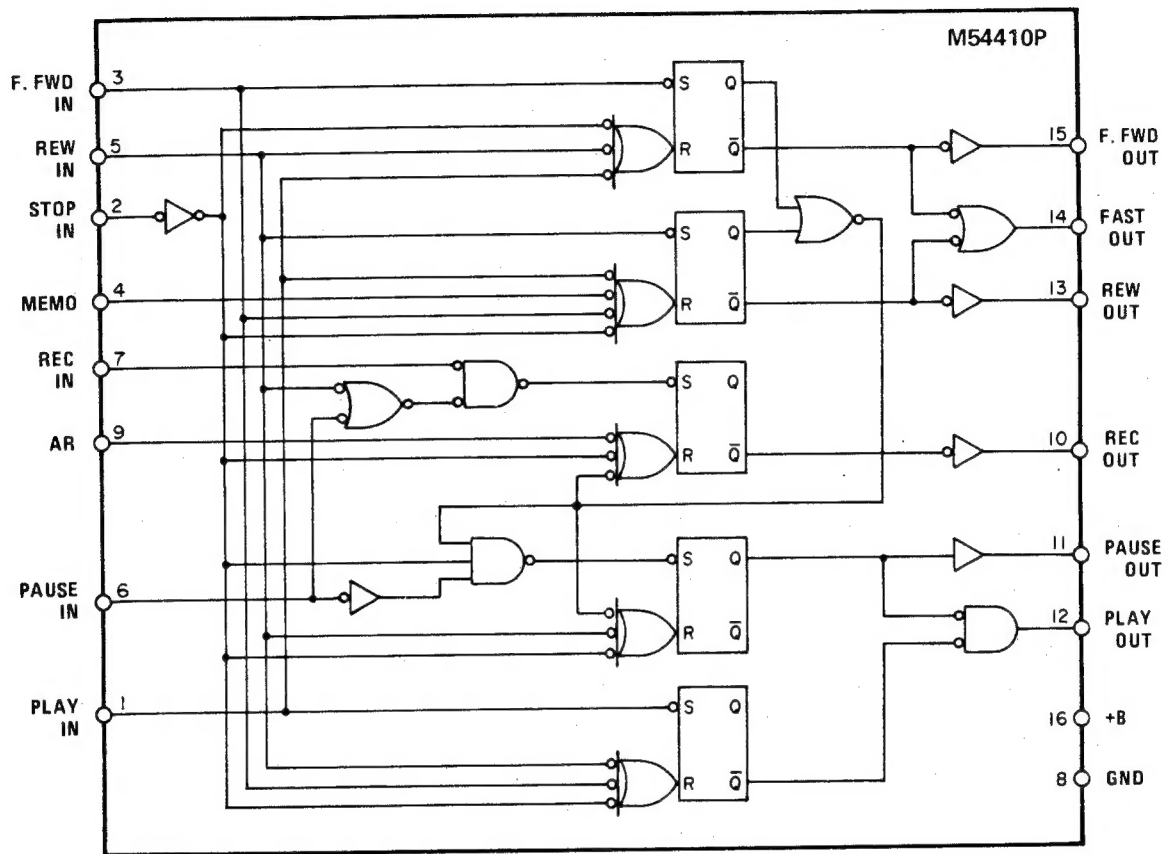 M54410P
F. FWD
IN
3
REW
IN
5
STOP
IN
2
MEMO
4
REC
IN
7
AR
9
PAUSE
IN
6
PLAY
IN
1
S Q
R Q̅
S Q
R Q̅
S Q
R Q̅
S Q
R Q̅
S Q
R Q̅
15 F. FWD
OUT
14 FAST
OUT
13 REW
OUT
10 REC
OUT
11 PAUSE
OUT
12 PLAY
OUT
16 +B
8 GND